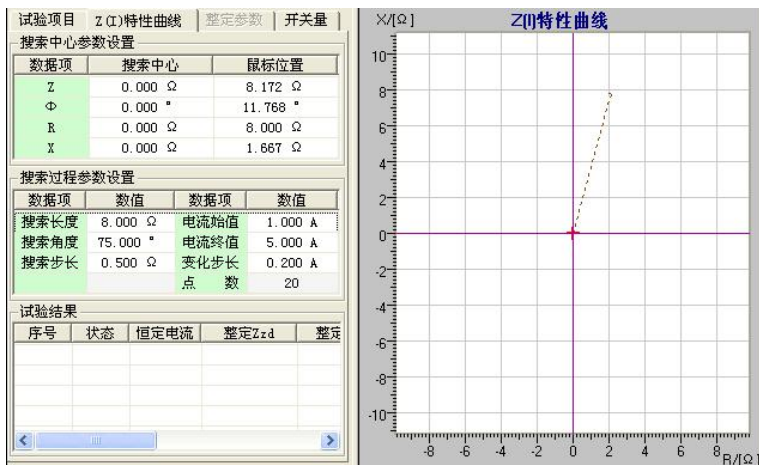 试验项目 Z(I)特性曲线 整定参数 开关量
搜索中心参数设置
数据项 搜索中心 鼠标位置
Z 0.000 Ω 8.172 Ω
Φ 0.000 ° 11.768 °
R 0.000 Ω 8.000 Ω
X 0.000 Ω 1.667 Ω
搜索过程参数设置
数据项 数值 数据项 数值
搜索长度 8.000 Ω 电流始值 1.000 A
搜索角度 75.000 ° 电流终值 5.000 A
搜索步长 0.500 Ω 变化步长 0.200 A
点 数 20
试验结果
序号 状态 恒定电流 整定Zzd 整定
X/[Ω] Z(I)特性曲线
10
8
6
4
2
0
-2
-4
-6
-8
-10
-8 -6 -4 -2 0 2 4 6 8
R/[Ω]